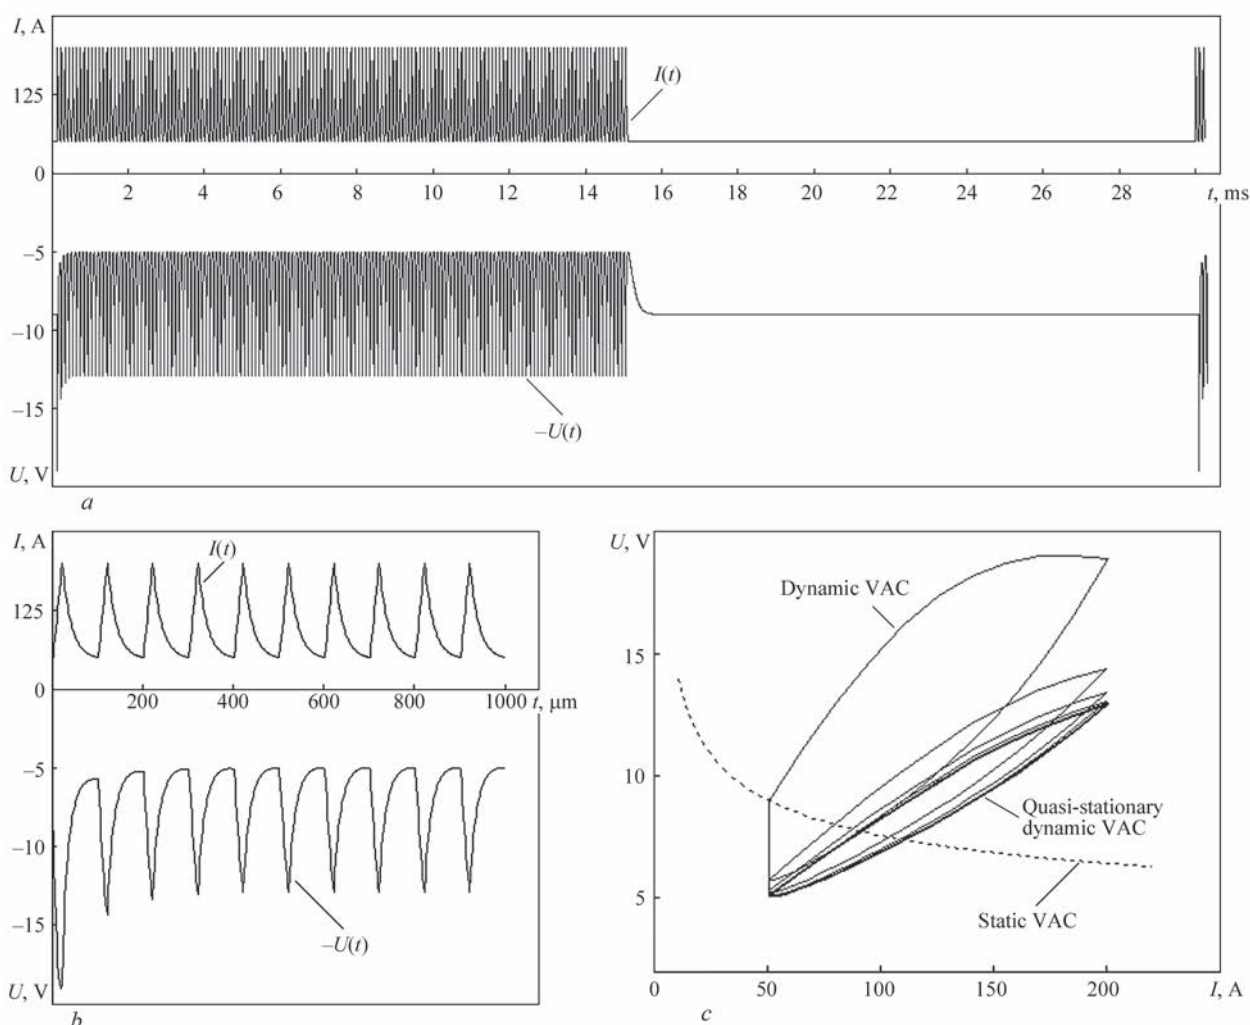 I, A
125
I(t)
0
2 4 6 8 10 12 14 16 18 20 22 24 26 28 t, ms
–5
–10
–15
–U(t)
U, V
a
I, A
I(t)
125
0
200 400 600 800 1000 t, µm
–5
–10
–15
–U(t)
U, V
b
U, V
Dynamic VAC
15
10
Quasi-stationary
dynamic VAC
5
Static VAC
0 50 100 150 200 I, A
c